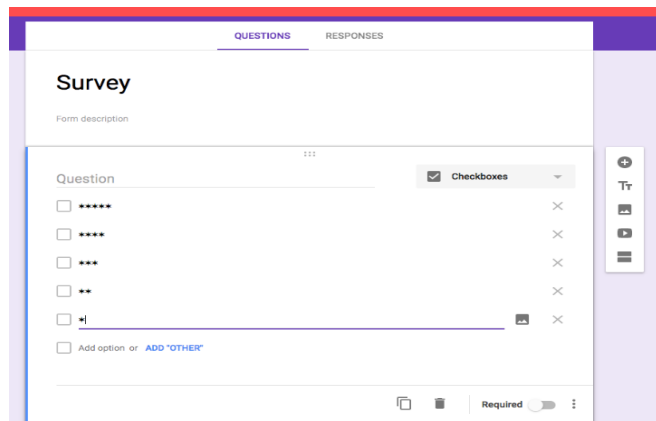 QUESTIONS RESPONSES
Survey
Form description
Question Checkboxes
*****
****
***
**
*
Add option or ADD "OTHER"
Required